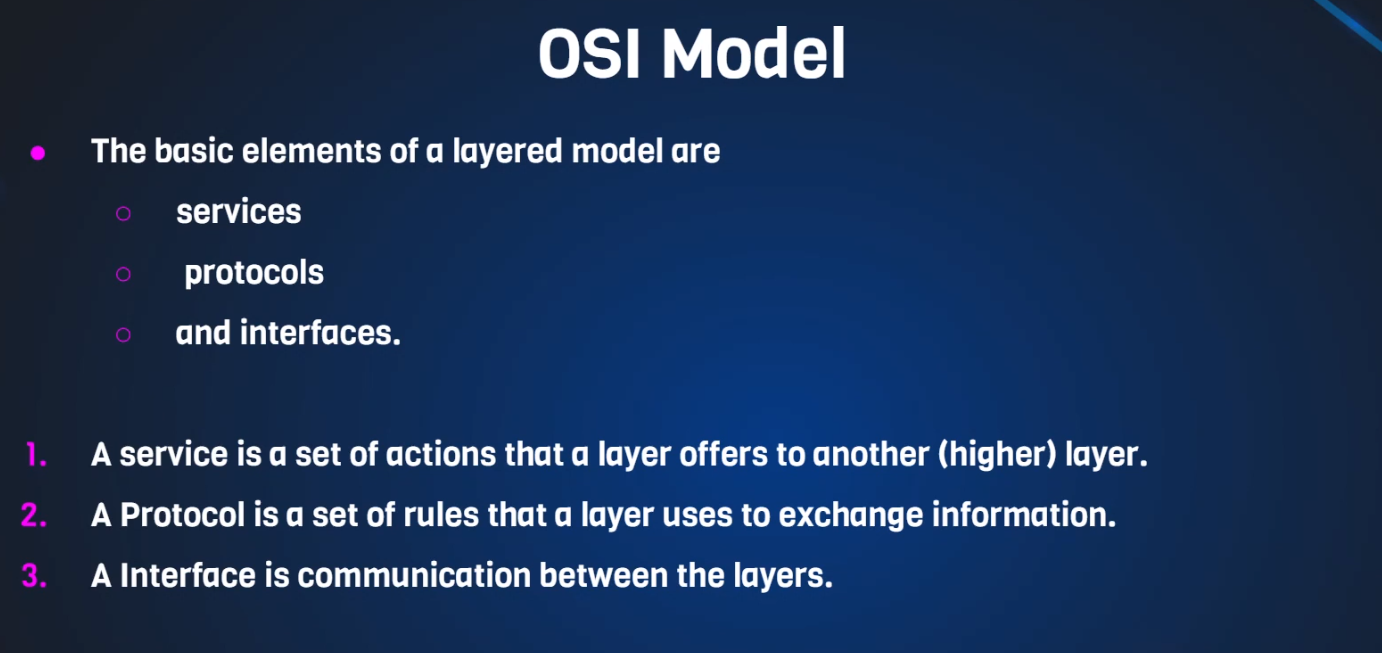 OSI Model
● The basic elements of a layered model are
○ services
○ protocols
○ and interfaces.
1. A service is a set of actions that a layer offers to another (higher) layer.
2. A Protocol is a set of rules that a layer uses to exchange information.
3. A Interface is communication between the layers.